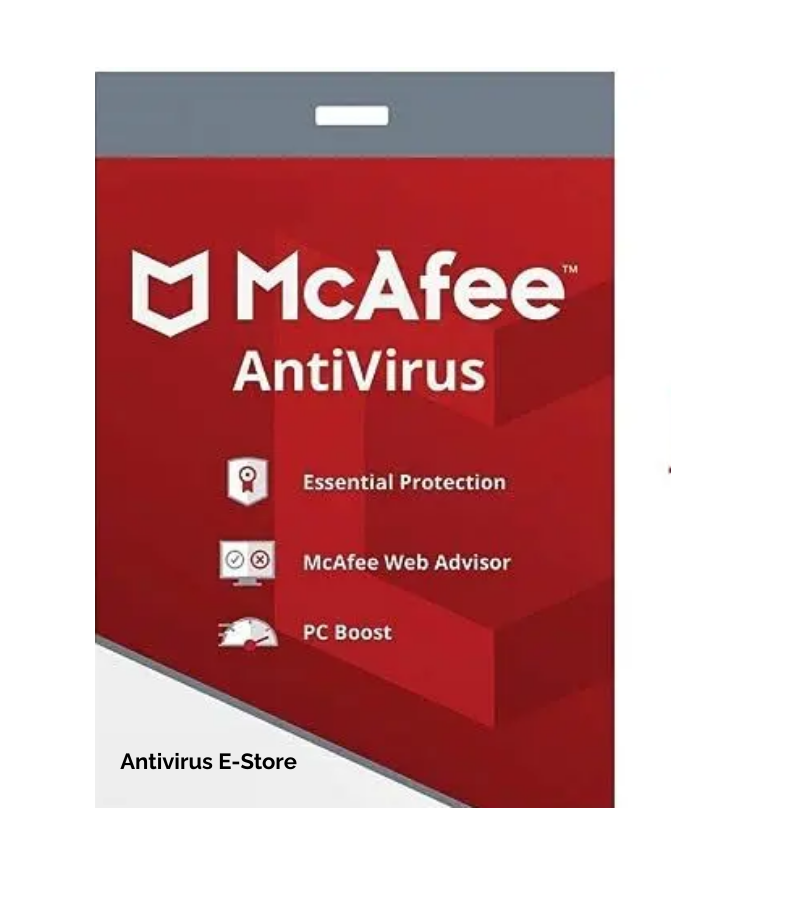 McAfee™
AntiVirus
Essential Protection
McAfee Web Advisor
PC Boost
Antivirus E-Store